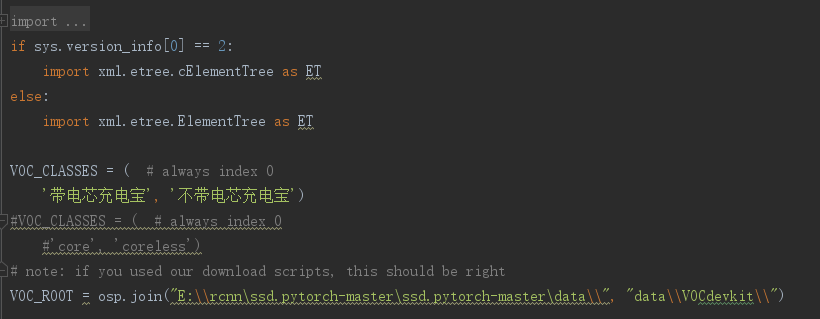 import ...
if sys.version_info[0] == 2:
    import xml.etree.cElementTree as ET
else:
    import xml.etree.ElementTree as ET
VOC_CLASSES = (  # always index 0
    '带电芯充电宝', '不带电芯充电宝')
#VOC_CLASSES = (  # always index 0
    #'core', 'coreless')
# note: if you used our download scripts, this should be right
VOC_ROOT = osp.join("E:\\rcnn\ssd.pytorch-master\ssd.pytorch-master\data\\", "data\\VOCdevkit\\")